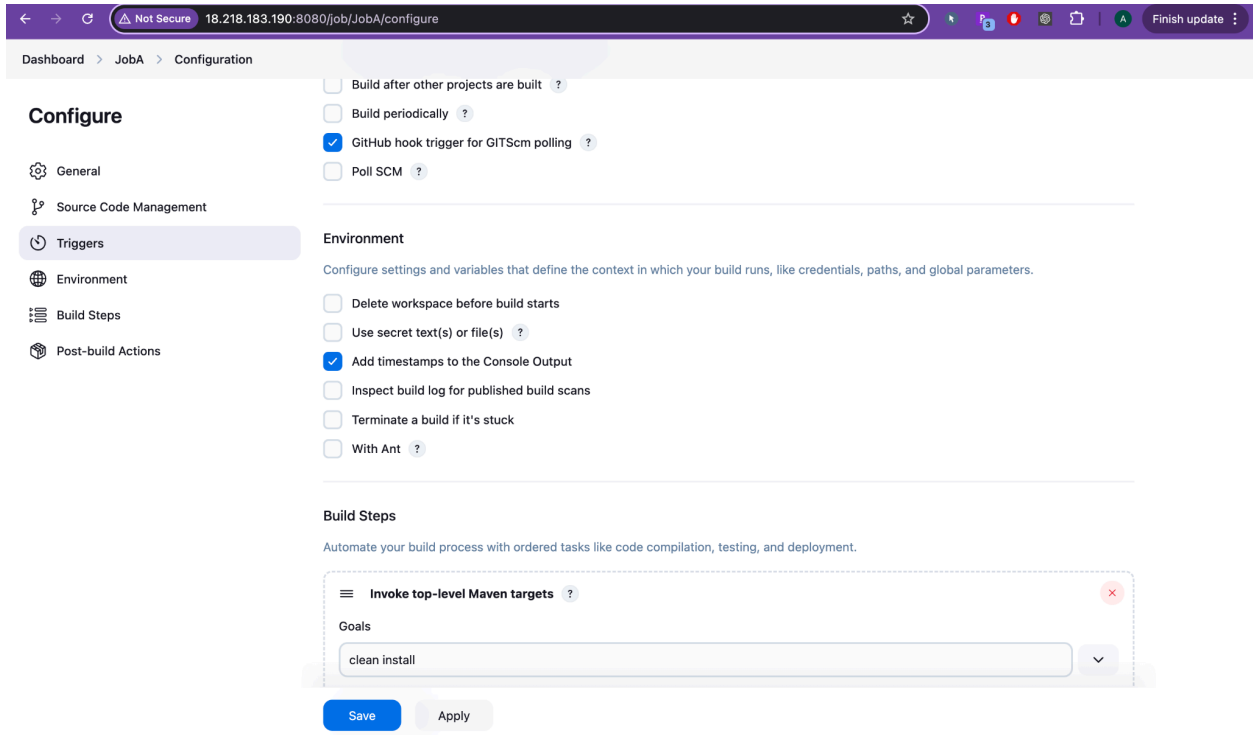 Not Secure 18.218.183.190:8080/job/JobA/configure 3 A Finish update
Dashboard > JobA > Configuration
Configure
General
Source Code Management
Triggers
Environment
Build Steps
Post-build Actions
Build after other projects are built ?
Build periodically ?
GitHub hook trigger for GITScm polling ?
Poll SCM ?
Environment
Configure settings and variables that define the context in which your build runs, like credentials, paths, and global parameters.
Delete workspace before build starts
Use secret text(s) or file(s) ?
Add timestamps to the Console Output
Inspect build log for published build scans
Terminate a build if it's stuck
With Ant ?
Build Steps
Automate your build process with ordered tasks like code compilation, testing, and deployment.
Invoke top-level Maven targets ?
Goals
clean install
Save Apply